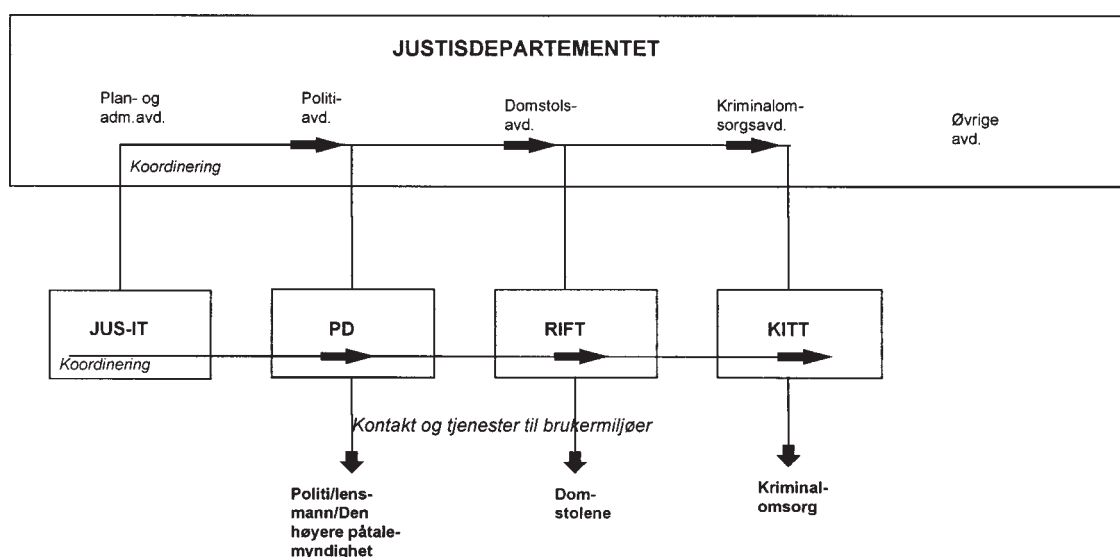 JUSTISDEPARTEMENTET
Plan- og
adm.avd.
Politi-
avd.
Domstols-
avd.
Kriminalom-
sorgsavd.
Øvrige
avd.
Koordinering
JUS-IT
PD
RIFT
KITT
Koordinering
Kontakt og tjenester til brukermiljøer
Politi/lens-
mann/Den
høyere påtale-
myndighet
Dom-
stolene
Kriminal-
omsorg